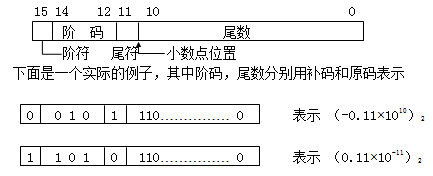 15 14 12 11 10 0
阶 码 尾数
阶符 尾符 小数点位置
下面是一个实际的例子，其中阶码，尾数分别用补码和原码表示
0 0 1 0 1 110............... 0 表示 （-0.11×10¹⁰）₂
1 1 0 1 0 110............... 0 表示 （0.11×10⁻¹¹）₂